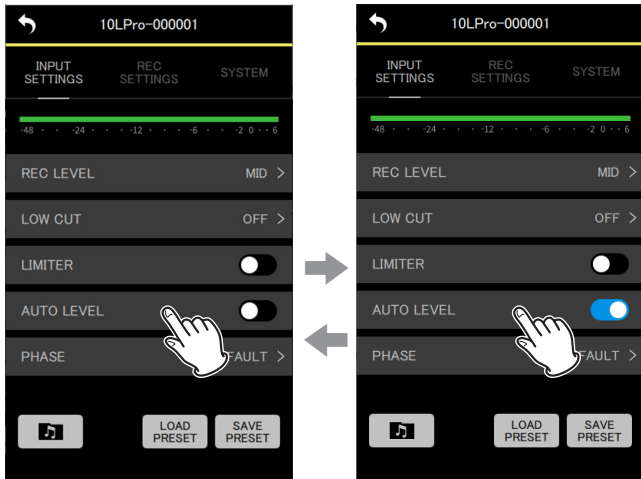 10LPro-000001
INPUT SETTINGS
REC SETTINGS
SYSTEM
-48 · · -24 · · · -12 · · · -6 · · -2 0 · · 6
REC LEVEL MID >
LOW CUT OFF >
LIMITER
AUTO LEVEL
PHASE FAULT >
LOAD PRESET
SAVE PRESET
10LPro-000001
INPUT SETTINGS
REC SETTINGS
SYSTEM
-48 · · -24 · · · -12 · · · -6 · · -2 0 · · 6
REC LEVEL MID >
LOW CUT OFF >
LIMITER
AUTO LEVEL
PHASE FAULT >
LOAD PRESET
SAVE PRESET